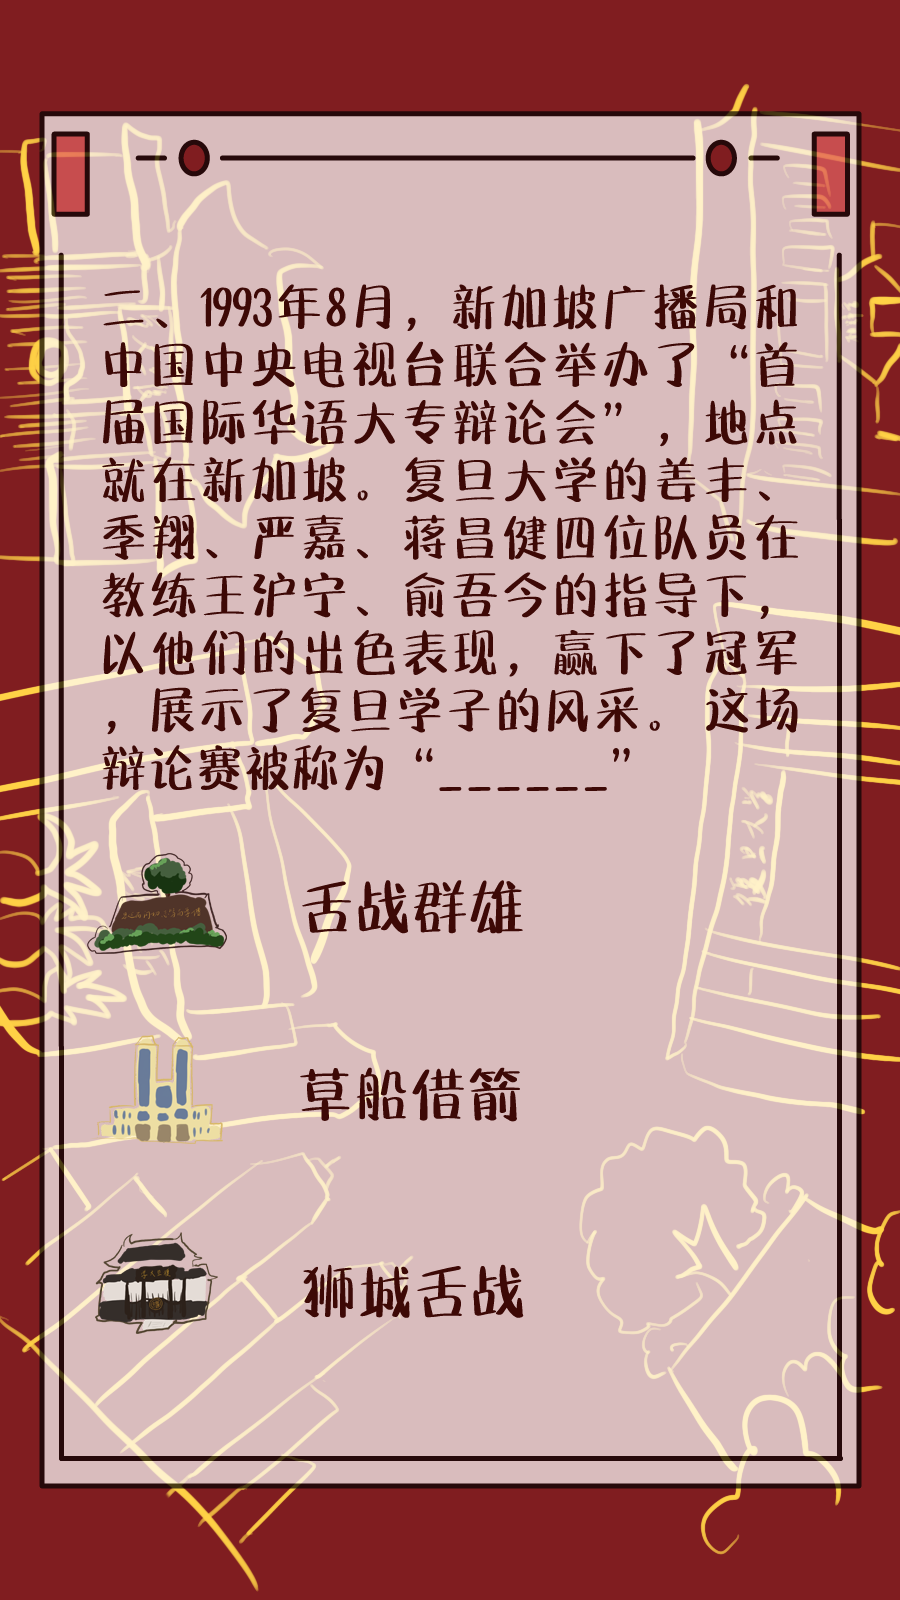 二、1993年8月，新加坡广播局和
中国中央电视台联合举办了“首
届国际华语大专辩论会”，地点
就在新加坡。复旦大学的姜丰、
季翔、严嘉、蒋昌健四位队员在
教练王沪宁、俞吾今的指导下，
以他们的出色表现，赢下了冠军
，展示了复旦学子的风采。 这场
辩论赛被称为“______”
復旦大学
舌战群雄
草船借箭
狮城舌战